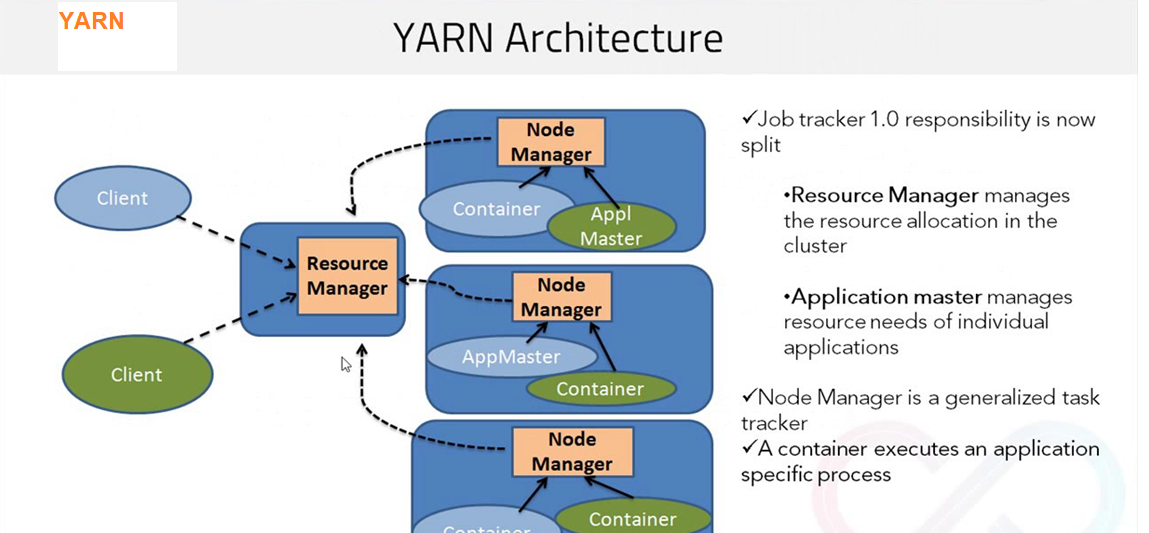 YARN
YARN Architecture
Client
Client
Resource
Manager
Node
Manager
Container
Appl
Master
Node
Manager
AppMaster
Container
Node
Manager
Container
Container
✓Job tracker 1.0 responsibility is now
split
•Resource Manager manages
the resource allocation in the
cluster
•Application master manages
resource needs of individual
applications
✓Node Manager is a generalized task
tracker
✓A container executes an application
specific process